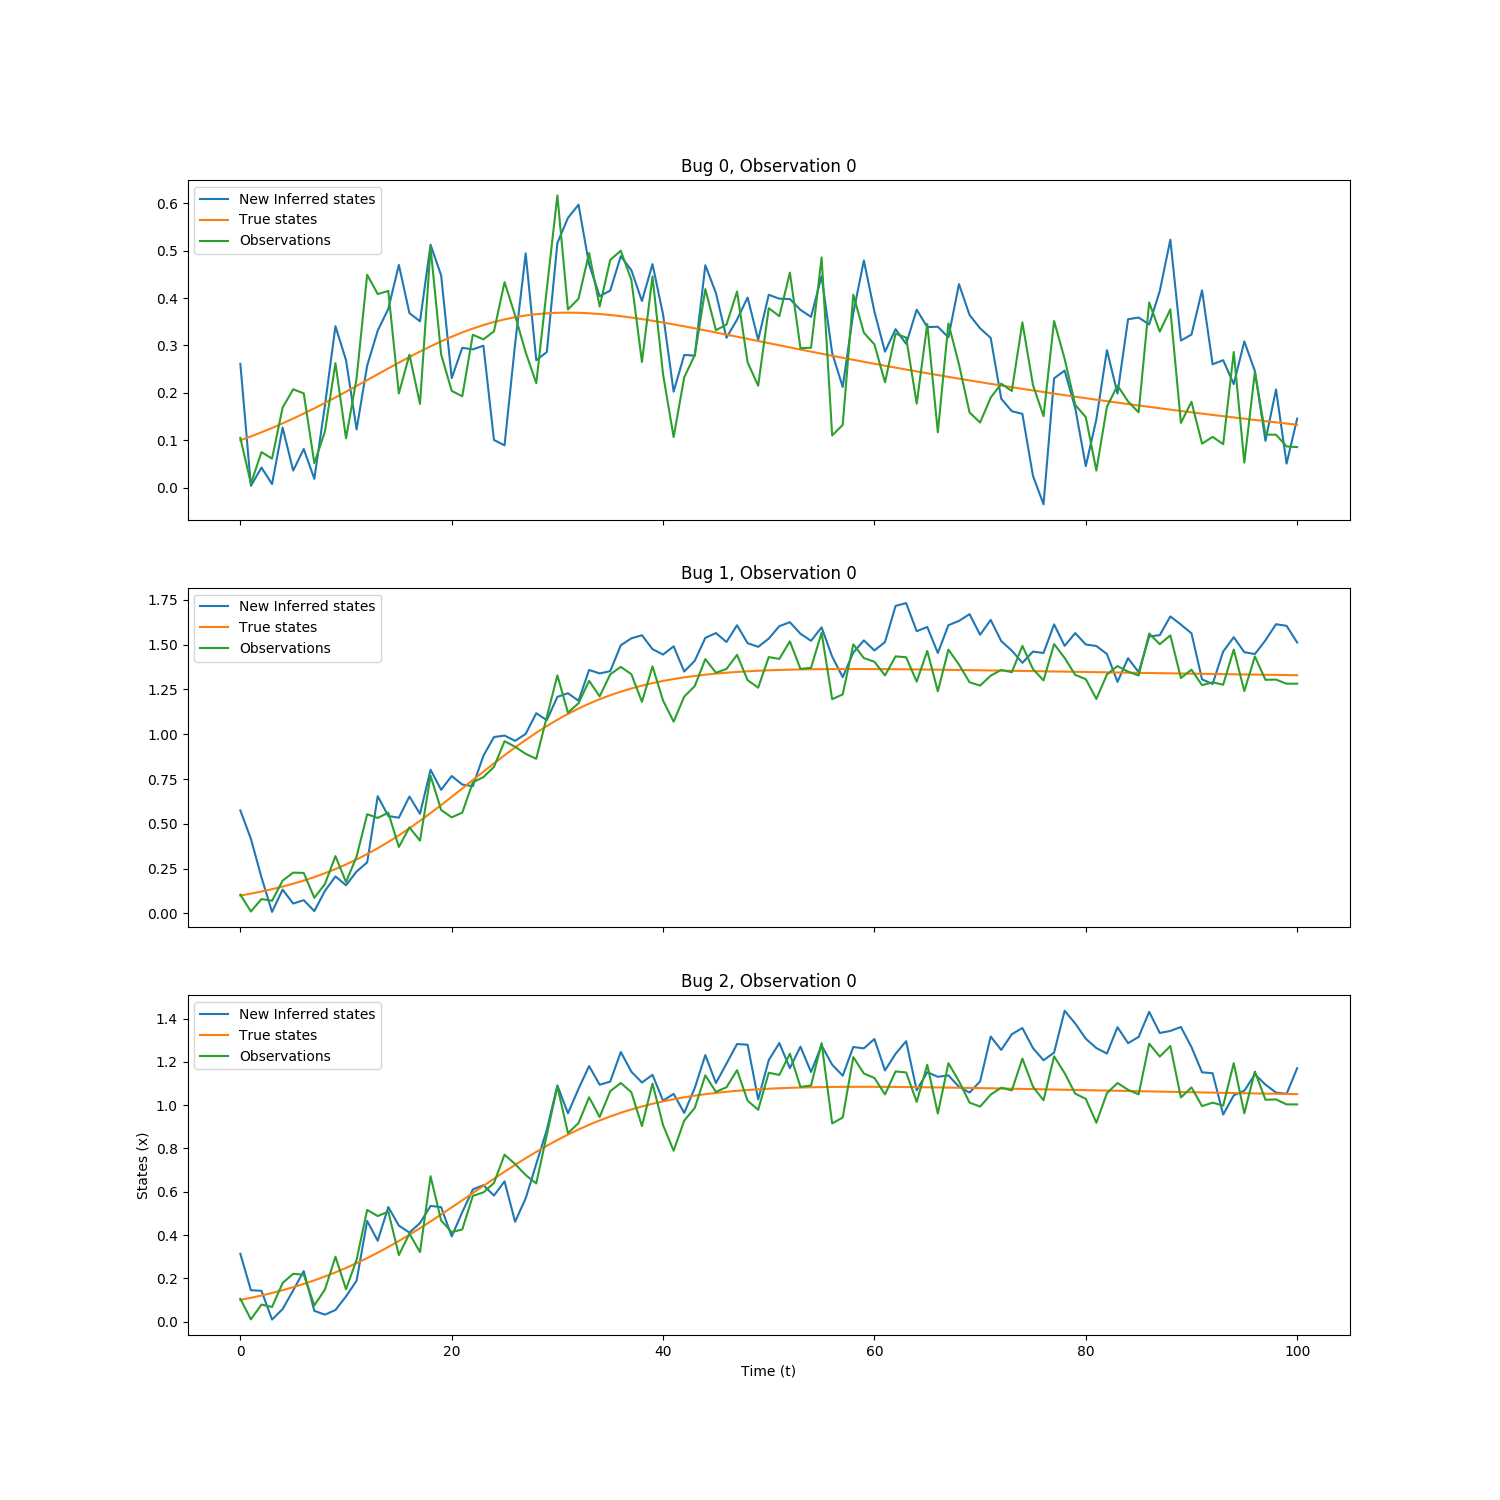 Bug 0, Observation 0
New Inferred states
True states
Observations
0.6
0.5
0.4
0.3
0.2
0.1
0.0
Bug 1, Observation 0
New Inferred states
True states
Observations
1.75
1.50
1.25
1.00
0.75
0.50
0.25
0.00
Bug 2, Observation 0
New Inferred states
True states
Observations
1.4
1.2
1.0
0.8
0.6
0.4
0.2
0.0
States (x)
0 20 40 60 80 100
Time (t)